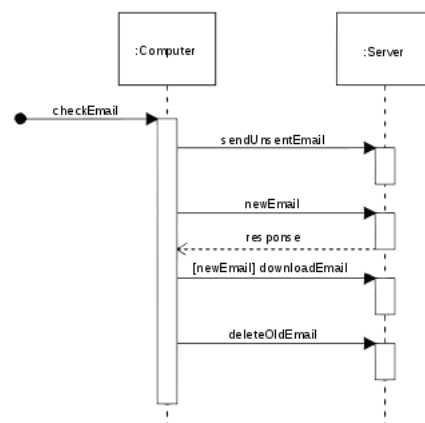 :Computer
:Server
checkEmail
sendUnsentEmail
newEmail
response
[newEmail] downloadEmail
deleteOldEmail